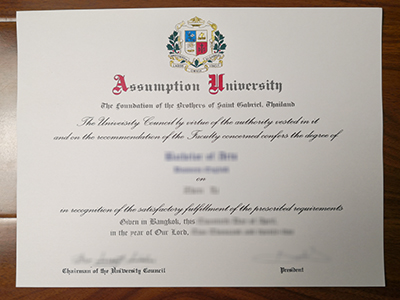 Assumption University
The Foundation of the Brothers of Saint Gabriel, Thailand
The University Council by virtue of the authority vested in it
and on the recommendation of the Faculty concerned confers the degree of
Bachelor of Arts
on
in recognition of the satisfactory fulfillment of the prescribed requirements
Given in Bangkok, this
in the year of Our Lord,
Chairman of the University Council
President